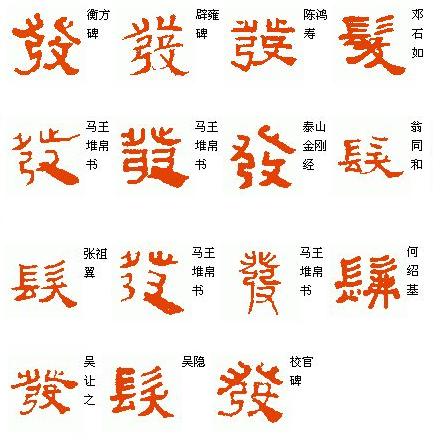 發
衡方
碑
發
辟雍
碑
發
陈鸿
寿
髮
邓
石
如
發
马王
堆帛
书
發
马王
堆帛
书
發
泰山
金刚
经
髮
翁
同
和
髮
张祖
翼
發
马王
堆帛
书
發
马王
堆帛
书
何
绍
基
發
吴
让
之
髮
吴隐
發
校官
碑